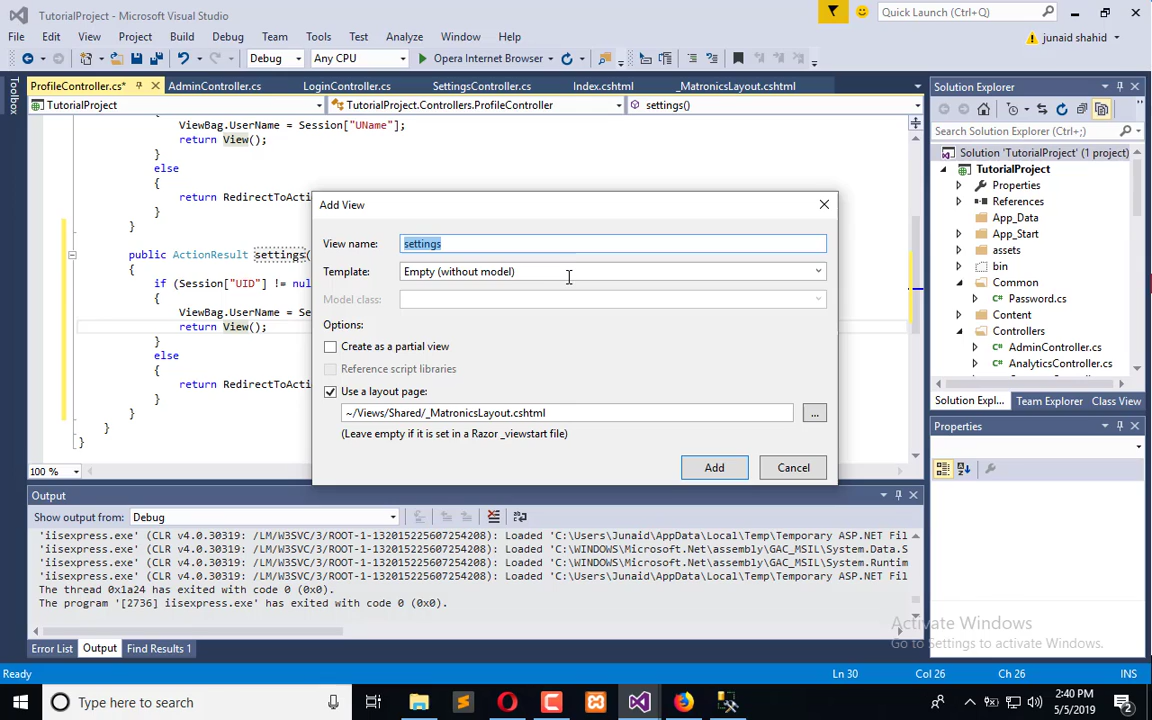 TutorialProject - Microsoft Visual Studio
Quick Launch (Ctrl+Q)
File Edit View Project Build Debug Team Tools Test Analyze Window Help
junaid shahid
Debug Any CPU Opera Internet Browser
Toolbox
ProfileController.cs* AdminController.cs LoginController.cs SettingsController.cs Index.cshtml _MatronicsLayout.cshtml
TutorialProject TutorialProject.Controllers.ProfileController settings()
{
ViewBag.UserName = Session["UName"];
return View();
}
else
{
return RedirectToActi
}
}
public ActionResult settings(
{
if (Session["UID"] != nul
{
ViewBag.UserName = Se
return View();
}
else
{
return RedirectToActi
}
}
}
100 %
Add View
View name: settings
Template: Empty (without model)
Model class:
Options:
Create as a partial view
Reference script libraries
Use a layout page:
~/Views/Shared/_MatronicsLayout.cshtml
...
(Leave empty if it is set in a Razor _viewstart file)
Add Cancel
Solution Explorer
Search Solution Explorer (Ctrl+;)
Solution 'TutorialProject' (1 project)
TutorialProject
Properties
References
App_Data
App_Start
assets
bin
Common
C# Password.cs
Content
Controllers
C# AdminController.cs
C# AnalyticsController.cs
Solution Expl... Team Explorer Class View
Properties
Output
Show output from: Debug
'iisexpress.exe' (CLR v4.0.30319: /LM/W3SVC/3/ROOT-1-132015225607254208): Loaded 'C:\Users\Junaid\AppData\Local\Temp\Temporary ASP.NET Fil
'iisexpress.exe' (CLR v4.0.30319: /LM/W3SVC/3/ROOT-1-132015225607254208): Loaded 'C:\WINDOWS\Microsoft.Net\assembly\GAC_MSIL\System.Data.S
'iisexpress.exe' (CLR v4.0.30319: /LM/W3SVC/3/ROOT-1-132015225607254208): Loaded 'C:\WINDOWS\Microsoft.Net\assembly\GAC_MSIL\System.Runtim
'iisexpress.exe' (CLR v4.0.30319: /LM/W3SVC/3/ROOT-1-132015225607254208): Loaded 'C:\Users\Junaid\AppData\Local\Temp\Temporary ASP.NET Fil
The thread 0x1a24 has exited with code 0 (0x0).
The program '[2736] iisexpress.exe' has exited with code 0 (0x0).
Error List Output Find Results 1
Activate Windows
Go to Settings to activate Windows.
Ready Ln 30 Col 26 Ch 26 INS
Type here to search
2:40 PM
5/5/2019
2